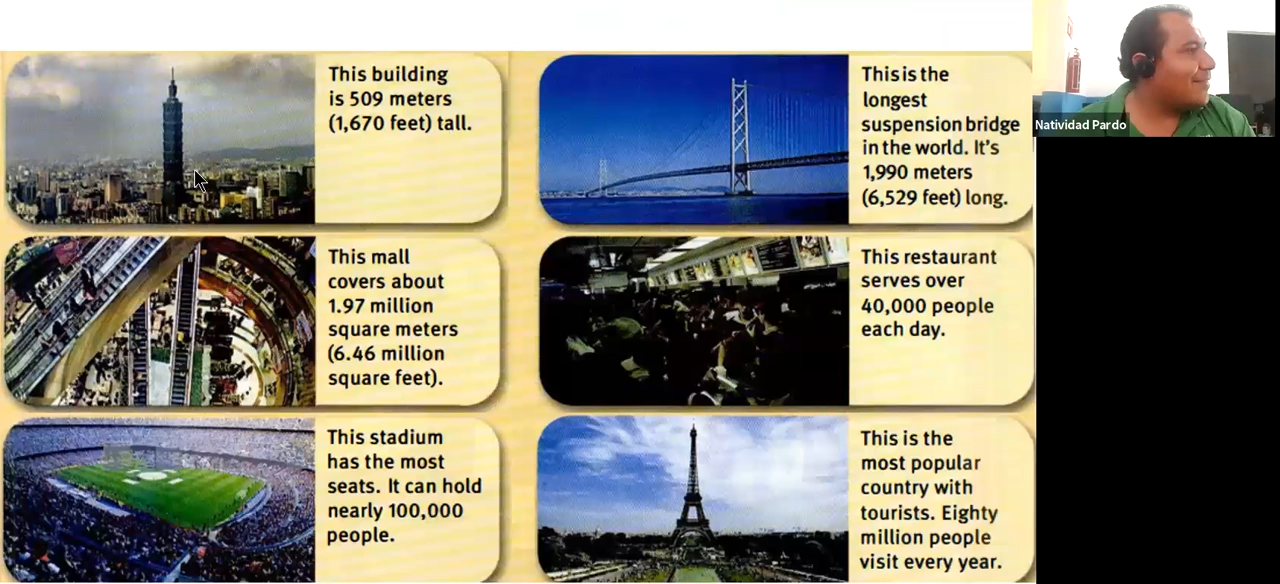 This building
is 509 meters
(1,670 feet) tall.
This is the
longest
suspension bridge
in the world. It's
1,990 meters
(6,529 feet) long.
Natividad Pardo
This mall
covers about
1.97 million
square meters
(6.46 million
square feet).
This restaurant
serves over
40,000 people
each day.
This stadium
has the most
seats. It can hold
nearly 100,000
people.
This is the
most popular
country with
tourists. Eighty
million people
visit every year.